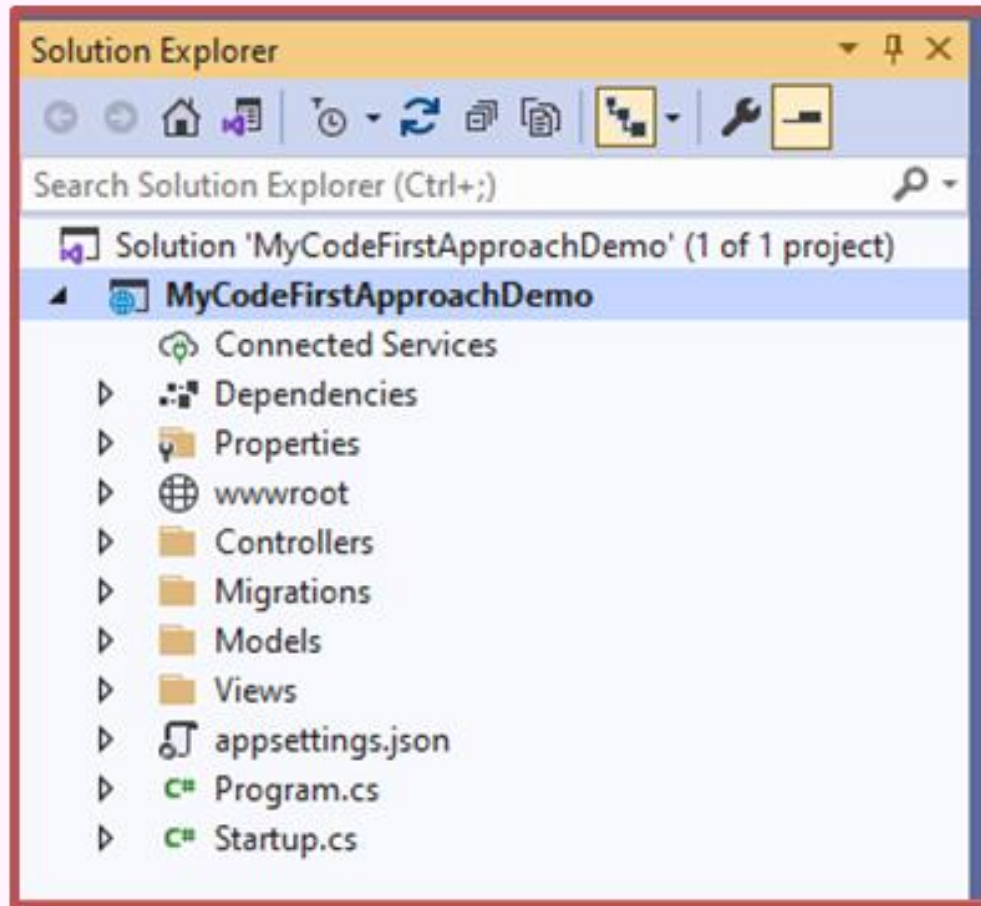 Solution Explorer
Search Solution Explorer (Ctrl+;)
Solution 'MyCodeFirstApproachDemo' (1 of 1 project)
MyCodeFirstApproachDemo
Connected Services
Dependencies
Properties
wwwroot
Controllers
Migrations
Models
Views
appsettings.json
C# Program.cs
C# Startup.cs